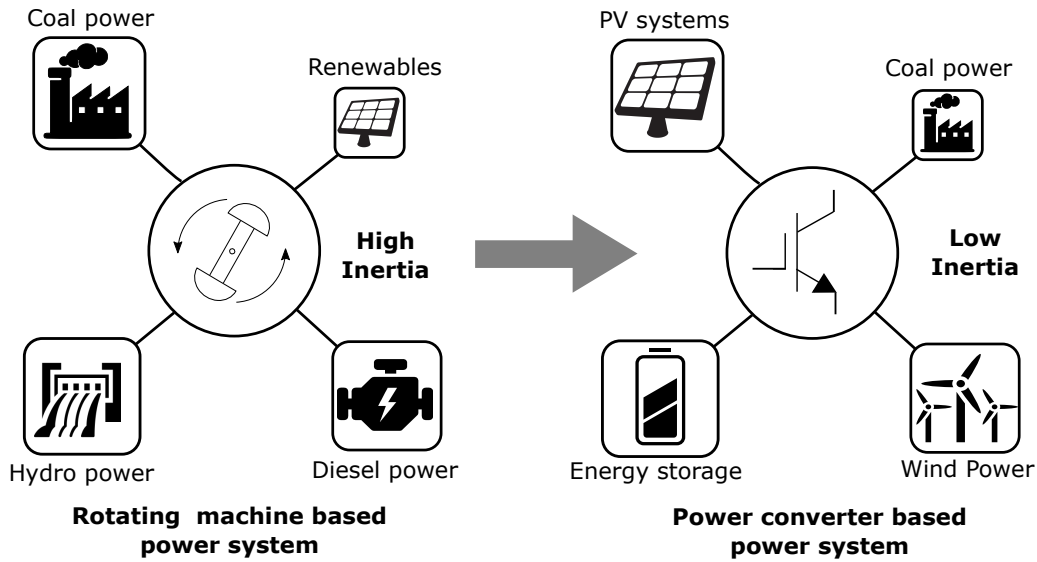 Coal power
Renewables
High
Inertia
Hydro power
Diesel power
Rotating machine based
power system
PV systems
Coal power
Low
Inertia
Energy storage
Wind Power
Power converter based
power system